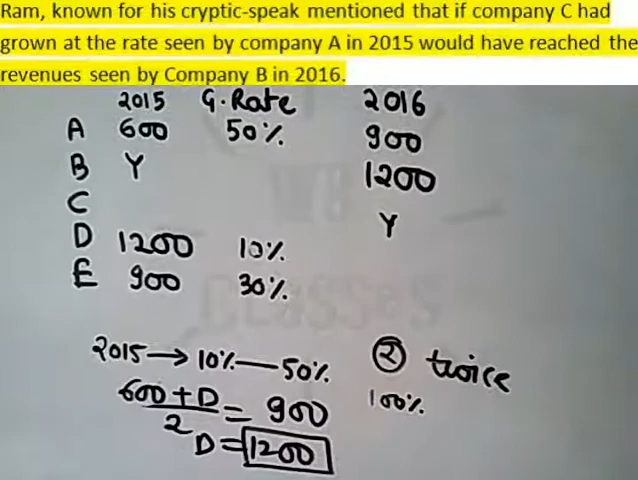 Ram, known for his cryptic-speak mentioned that if company C had
grown at the rate seen by company A in 2015 would have reached the
revenues seen by Company B in 2016.
2015 G.Rate 2016
A 600 50% 900
B Y 1200
C Y
D 1200 10%
E 900 30%
2015→10%—50% ② twice
600+D/2 = 900 100%
D=1200
WB
CLASSES